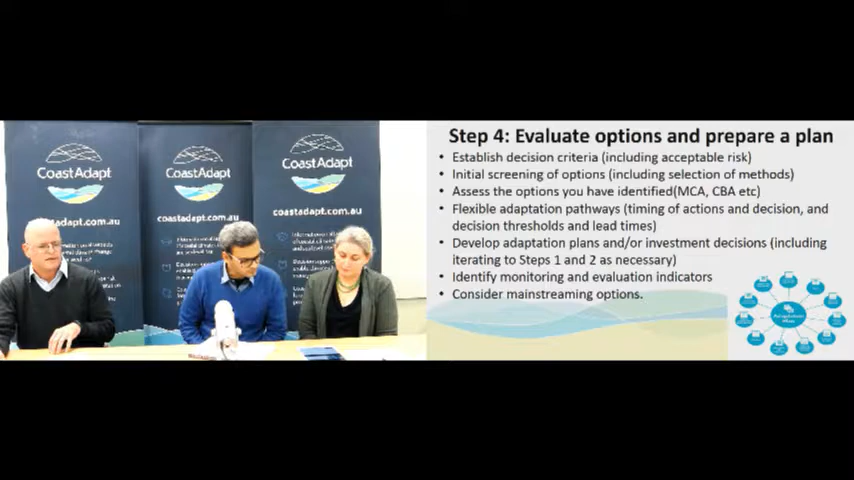 CoastAdapt
CoastAdapt
CoastAdapt
coastadapt.com.au
coastadapt.com.au
coastadapt.com.au
Step 4: Evaluate options and prepare a plan
• Establish decision criteria (including acceptable risk)
• Initial screening of options (including selection of methods)
• Assess the options you have identified(MCA, CBA etc)
• Flexible adaptation pathways (timing of actions and decision, and
decision thresholds and lead times)
• Develop adaptation plans and/or investment decisions (including
iterating to Steps 1 and 2 as necessary)
• Identify monitoring and evaluation indicators
• Consider mainstreaming options.